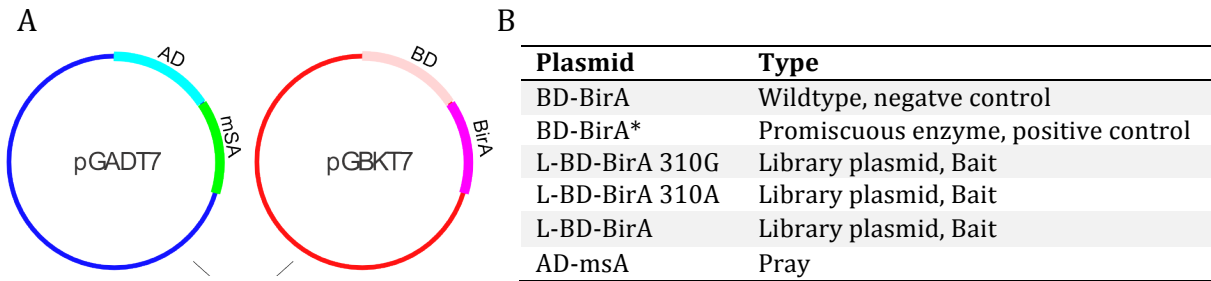 A
AD
mSA
pGADT7
BD
BirA
pGBKT7
B
Plasmid Type
BD-BirA Wildtype, negatve control
BD-BirA* Promiscuous enzyme, positive control
L-BD-BirA 310G Library plasmid, Bait
L-BD-BirA 310A Library plasmid, Bait
L-BD-BirA Library plasmid, Bait
AD-msA Pray